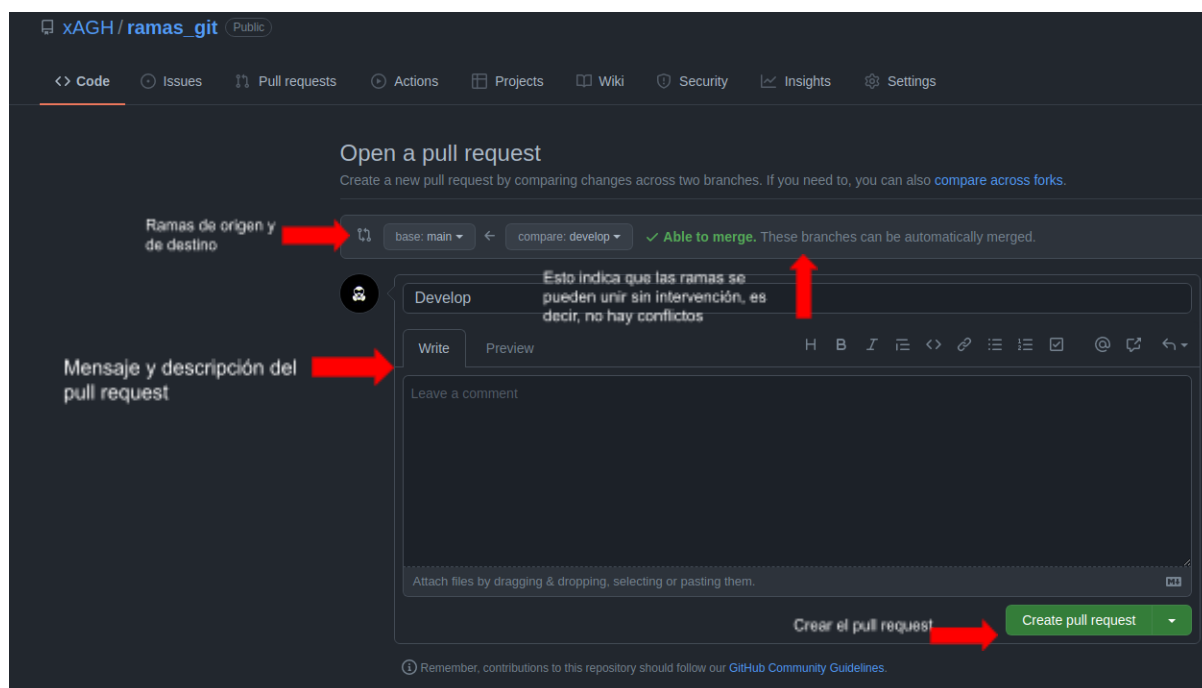 xAGH / ramas_git Public
<> Code Issues Pull requests Actions Projects Wiki Security Insights Settings
Open a pull request
Create a new pull request by comparing changes across two branches. If you need to, you can also compare across forks.
Ramas de origen y
de destino
base: main ← compare: develop ✓ Able to merge. These branches can be automatically merged.
Esto indica que las ramas se
pueden unir sin intervención, es
decir, no hay conflictos
Develop
Write Preview H B I
Mensaje y descripción del
pull request
Leave a comment
Attach files by dragging & dropping, selecting or pasting them.
Crear el pull request
Create pull request
Remember, contributions to this repository should follow our GitHub Community Guidelines.